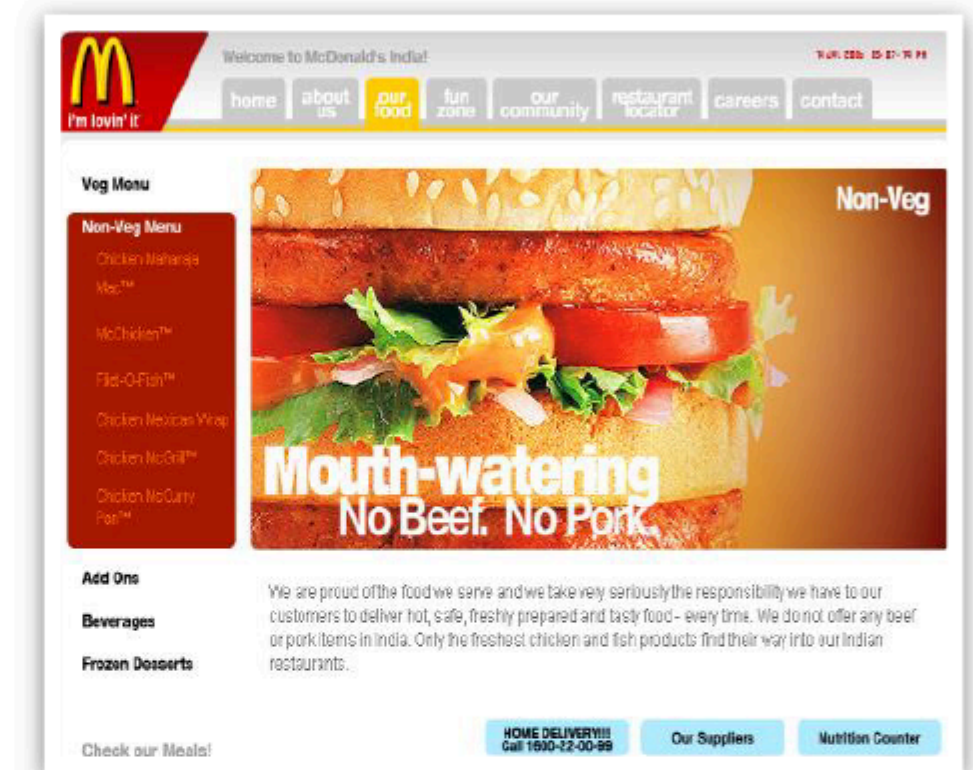 Welcome to McDonald's India!
i'm lovin' it
home
about us
our food
fun zone
our community
restaurant locator
careers
contact
Veg Menu
Non-Veg Menu
Chicken Maharaja
Mac™
McChicken™
Filet-O-Fish™
Chicken Mexican Wrap
Chicken McGrill™
Chicken McCurry
Pan™
Add Ons
Beverages
Frozen Desserts
Check our Meals!
Non-Veg
Mouth-watering
No Beef. No Pork.
We are proud of the food we serve and we take very seriously the responsibility we have to our
customers to deliver hot, safe, freshly prepared and tasty food - every time. We do not offer any beef
or pork items in India. Only the freshest chicken and fish products find their way into our Indian
restaurants.
HOME DELIVERY!!!
Call 1600-22-00-99
Our Suppliers
Nutrition Counter